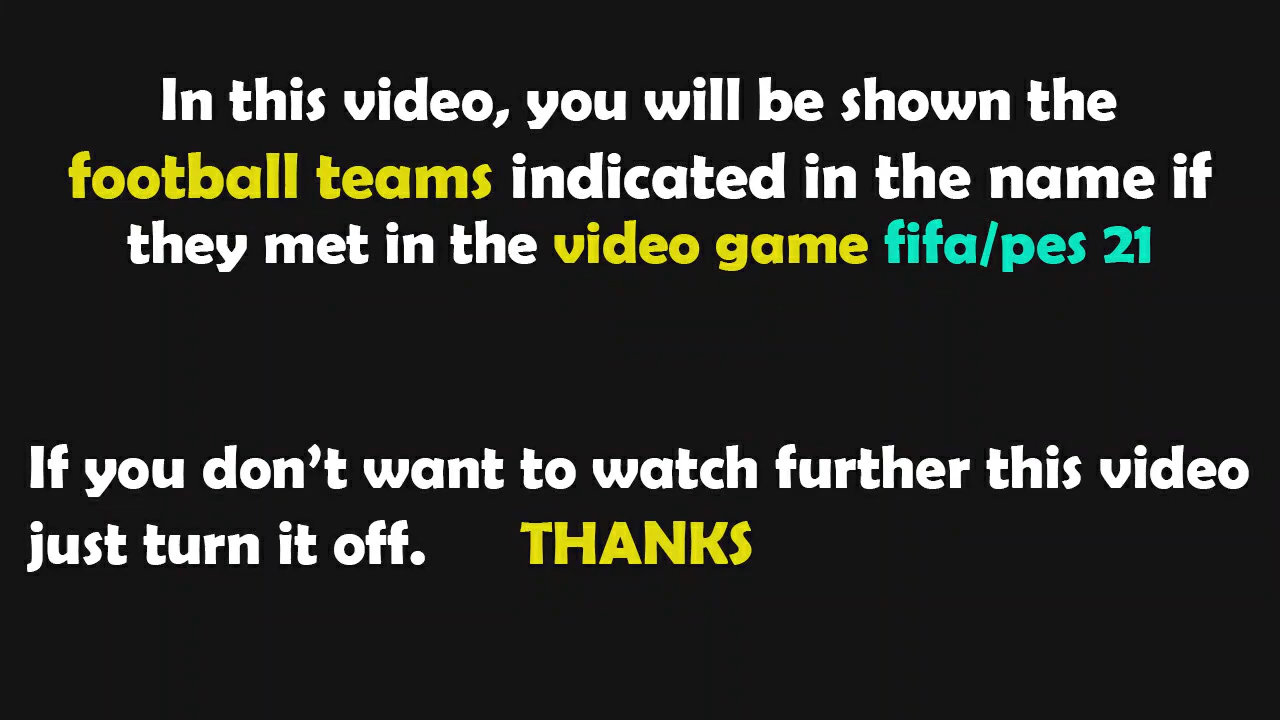 In this video, you will be shown the
football teams indicated in the name if
they met in the video game fifa/pes 21
If you don't want to watch further this video
just turn it off. THANKS